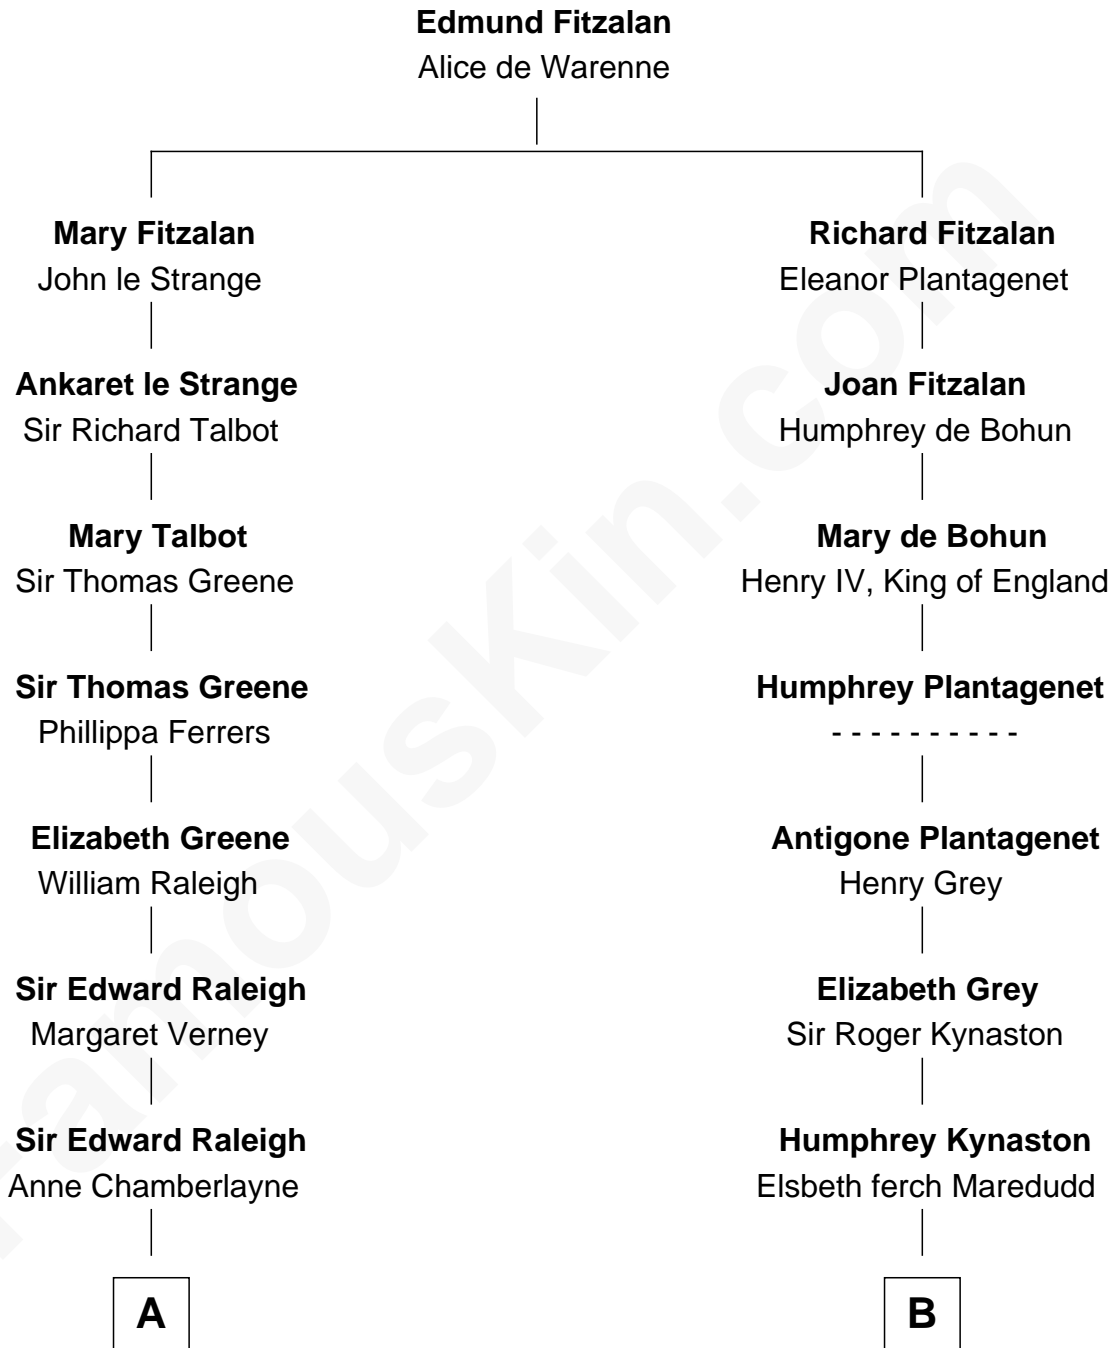 Edmund Fitzalan
Alice de Warenne
Mary Fitzalan
John le Strange
Richard Fitzalan
Eleanor Plantagenet
Ankaret le Strange
Sir Richard Talbot
Joan Fitzalan
Humphrey de Bohun
Mary Talbot
Sir Thomas Greene
Mary de Bohun
Henry IV, King of England
Sir Thomas Greene
Phillippa Ferrers
Humphrey Plantagenet
- - - - - - - - - -
Elizabeth Greene
William Raleigh
Antigone Plantagenet
Henry Grey
Sir Edward Raleigh
Margaret Verney
Elizabeth Grey
Sir Roger Kynaston
Sir Edward Raleigh
Anne Chamberlayne
Humphrey Kynaston
Elsbeth ferch Maredudd
A
B
FamousKin.com